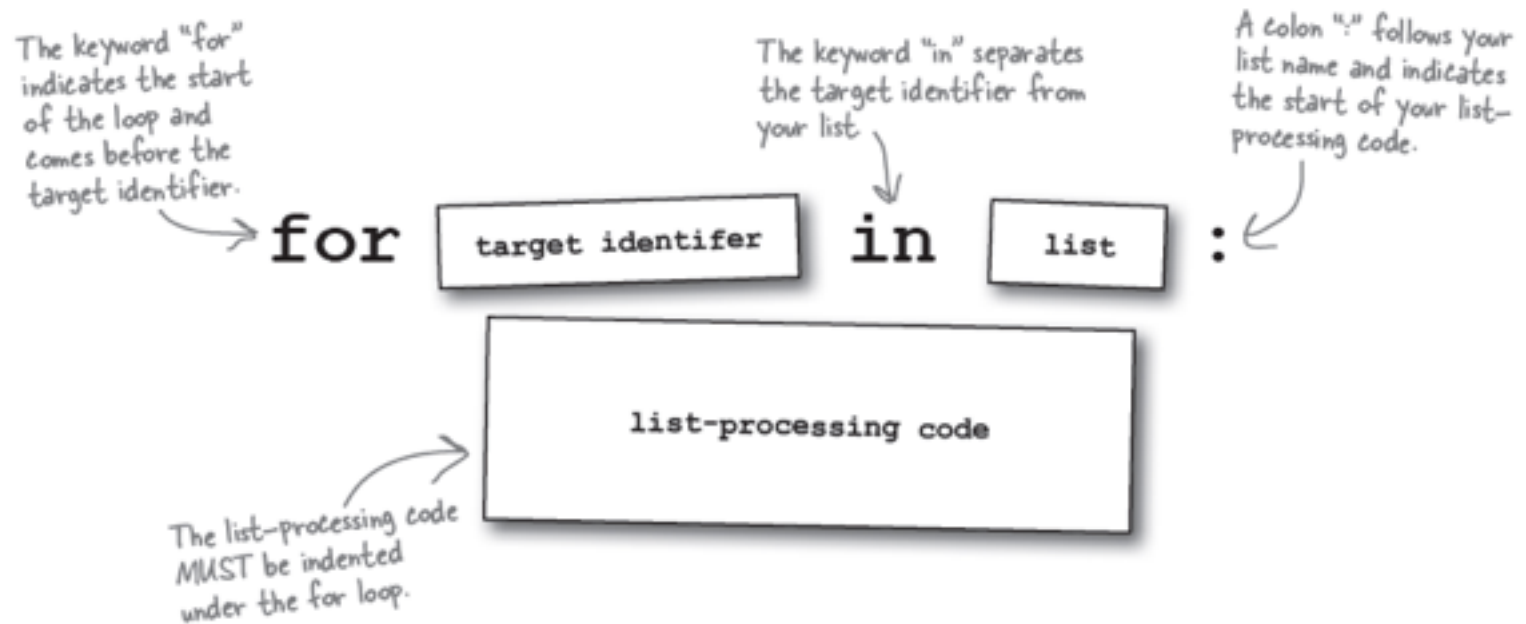 The keyword "for"
indicates the start
of the loop and
comes before the
target identifier.
The keyword "in" separates
the target identifier from
your list
A colon ":" follows your
list name and indicates
the start of your list-
processing code.
for target identifer in list :
list-processing code
The list-processing code
MUST be indented
under the for loop.